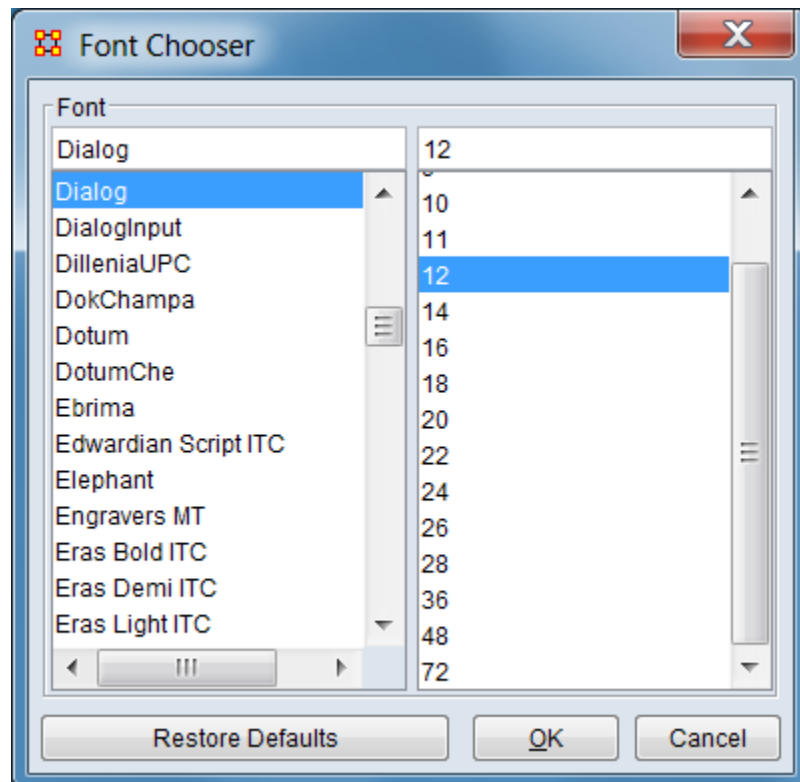 Font Chooser
Font
Dialog
12
Dialog
DialogInput
DilleniaUPC
DokChampa
Dotum
DotumChe
Ebrima
Edwardian Script ITC
Elephant
Engravers MT
Eras Bold ITC
Eras Demi ITC
Eras Light ITC
10
11
12
14
16
18
20
22
24
26
28
36
48
72
Restore Defaults
OK
Cancel